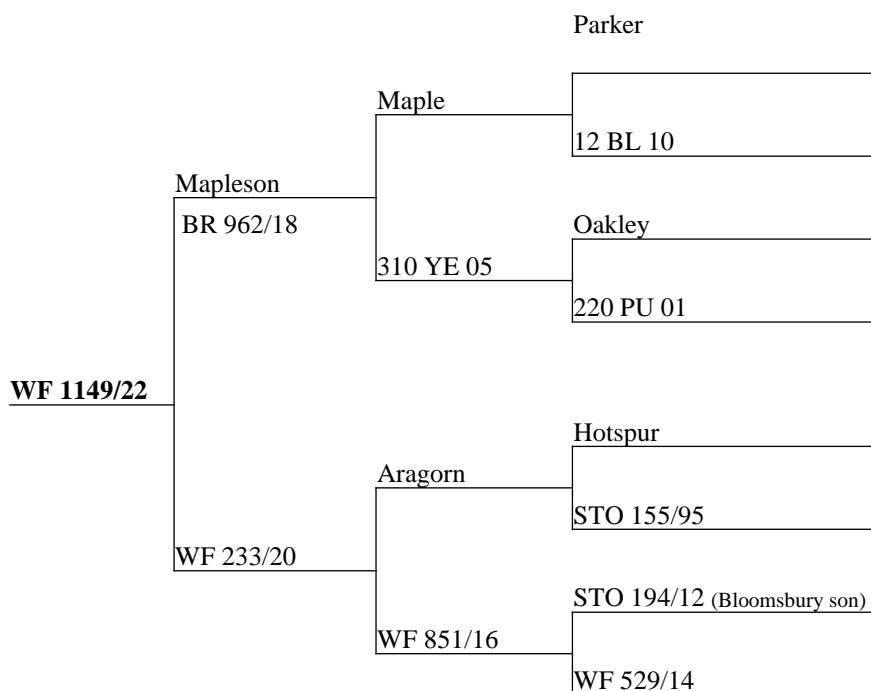 Parker
Maple
12 BL 10
Mapleson
BR 962/18
Oakley
310 YE 05
220 PU 01
WF 1149/22
Hotspur
Aragorn
STO 155/95
WF 233/20
STO 194/12 (Bloomsbury son)
WF 851/16
WF 529/14